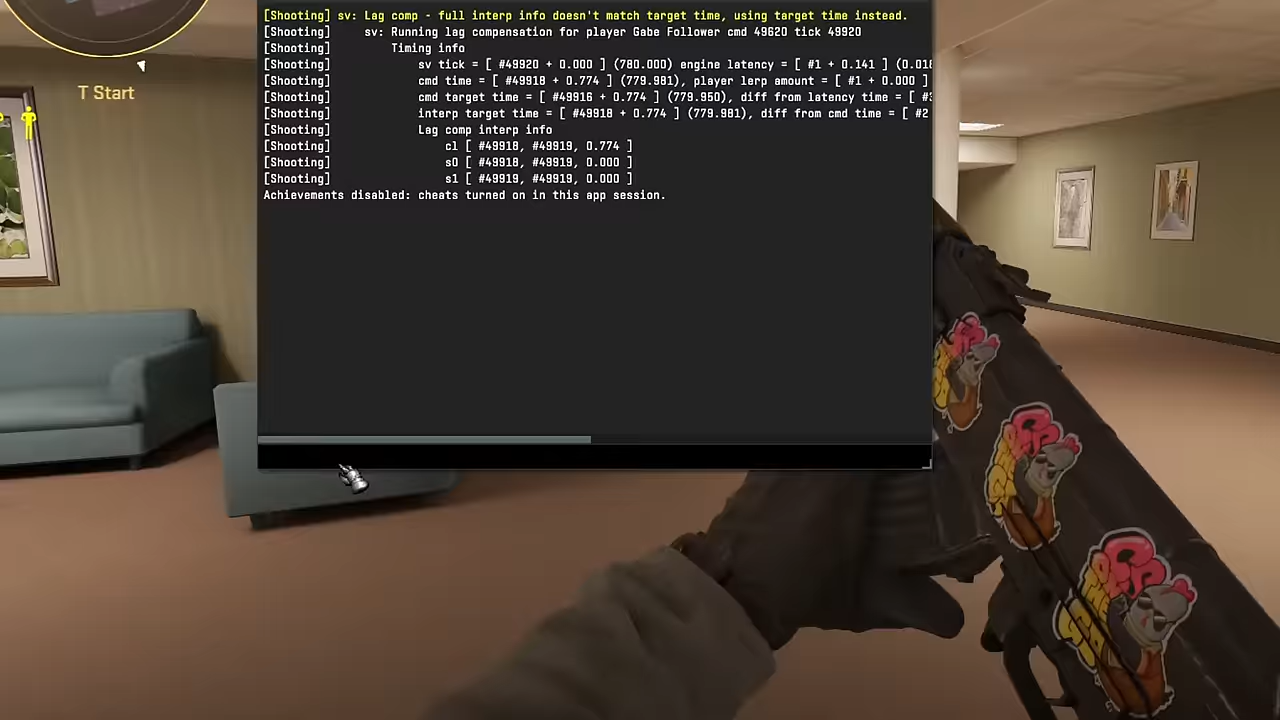 [Shooting] sv: Lag comp - full interp info doesn't match target time, using target time instead.
[Shooting] sv: Running lag compensation for player Gabe Follower cmd 49620 tick 49920
[Shooting] Timing info
[Shooting] sv tick = [ #49920 + 0.000 ] (780.000) engine latency = [ #1 + 0.141 ] (0.018
[Shooting] cmd time = [ #49918 + 0.774 ] (779.981), player lerp amount = [ #1 + 0.000 ]
[Shooting] cmd target time = [ #49916 + 0.774 ] (779.950), diff from latency time = [ #3
[Shooting] interp target time = [ #49918 + 0.774 ] (779.981), diff from cmd time = [ #2
[Shooting] Lag comp interp info
[Shooting] cl [ #49918, #49919, 0.774 ]
[Shooting] s0 [ #49918, #49919, 0.000 ]
[Shooting] s1 [ #49919, #49919, 0.000 ]
Achievements disabled: cheats turned on in this app session.
T Start